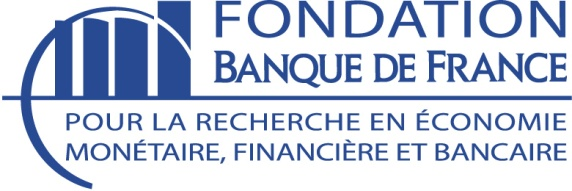 FONDATION
BANQUE DE FRANCE
POUR LA RECHERCHE EN ÉCONOMIE
MONÉTAIRE, FINANCIÈRE ET BANCAIRE